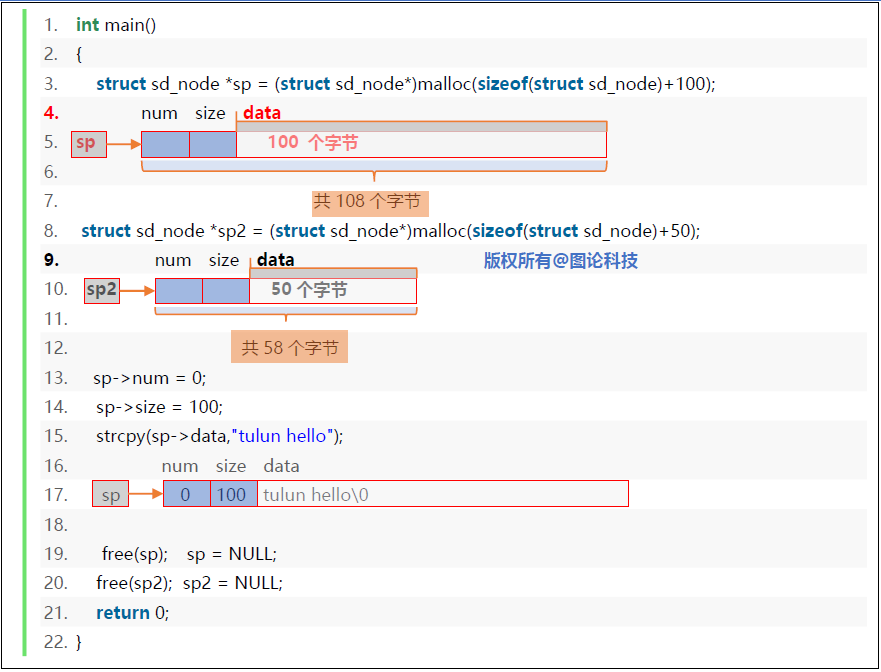 1. int main()
2. {
3. struct sd_node *sp = (struct sd_node*)malloc(sizeof(struct sd_node)+100);
4. num size data
5. sp 100 个字节
6.
7. 共 108 个字节
8. struct sd_node *sp2 = (struct sd_node*)malloc(sizeof(struct sd_node)+50);
9. num size data 版权所有@图论科技
10. sp2 50 个字节
11.
12. 共 58 个字节
13. sp->num = 0;
14. sp->size = 100;
15. strcpy(sp->data,"tulun hello");
16. num size data
17. sp 0 100 tulun hello\0
18.
19. free(sp); sp = NULL;
20. free(sp2); sp2 = NULL;
21. return 0;
22. }